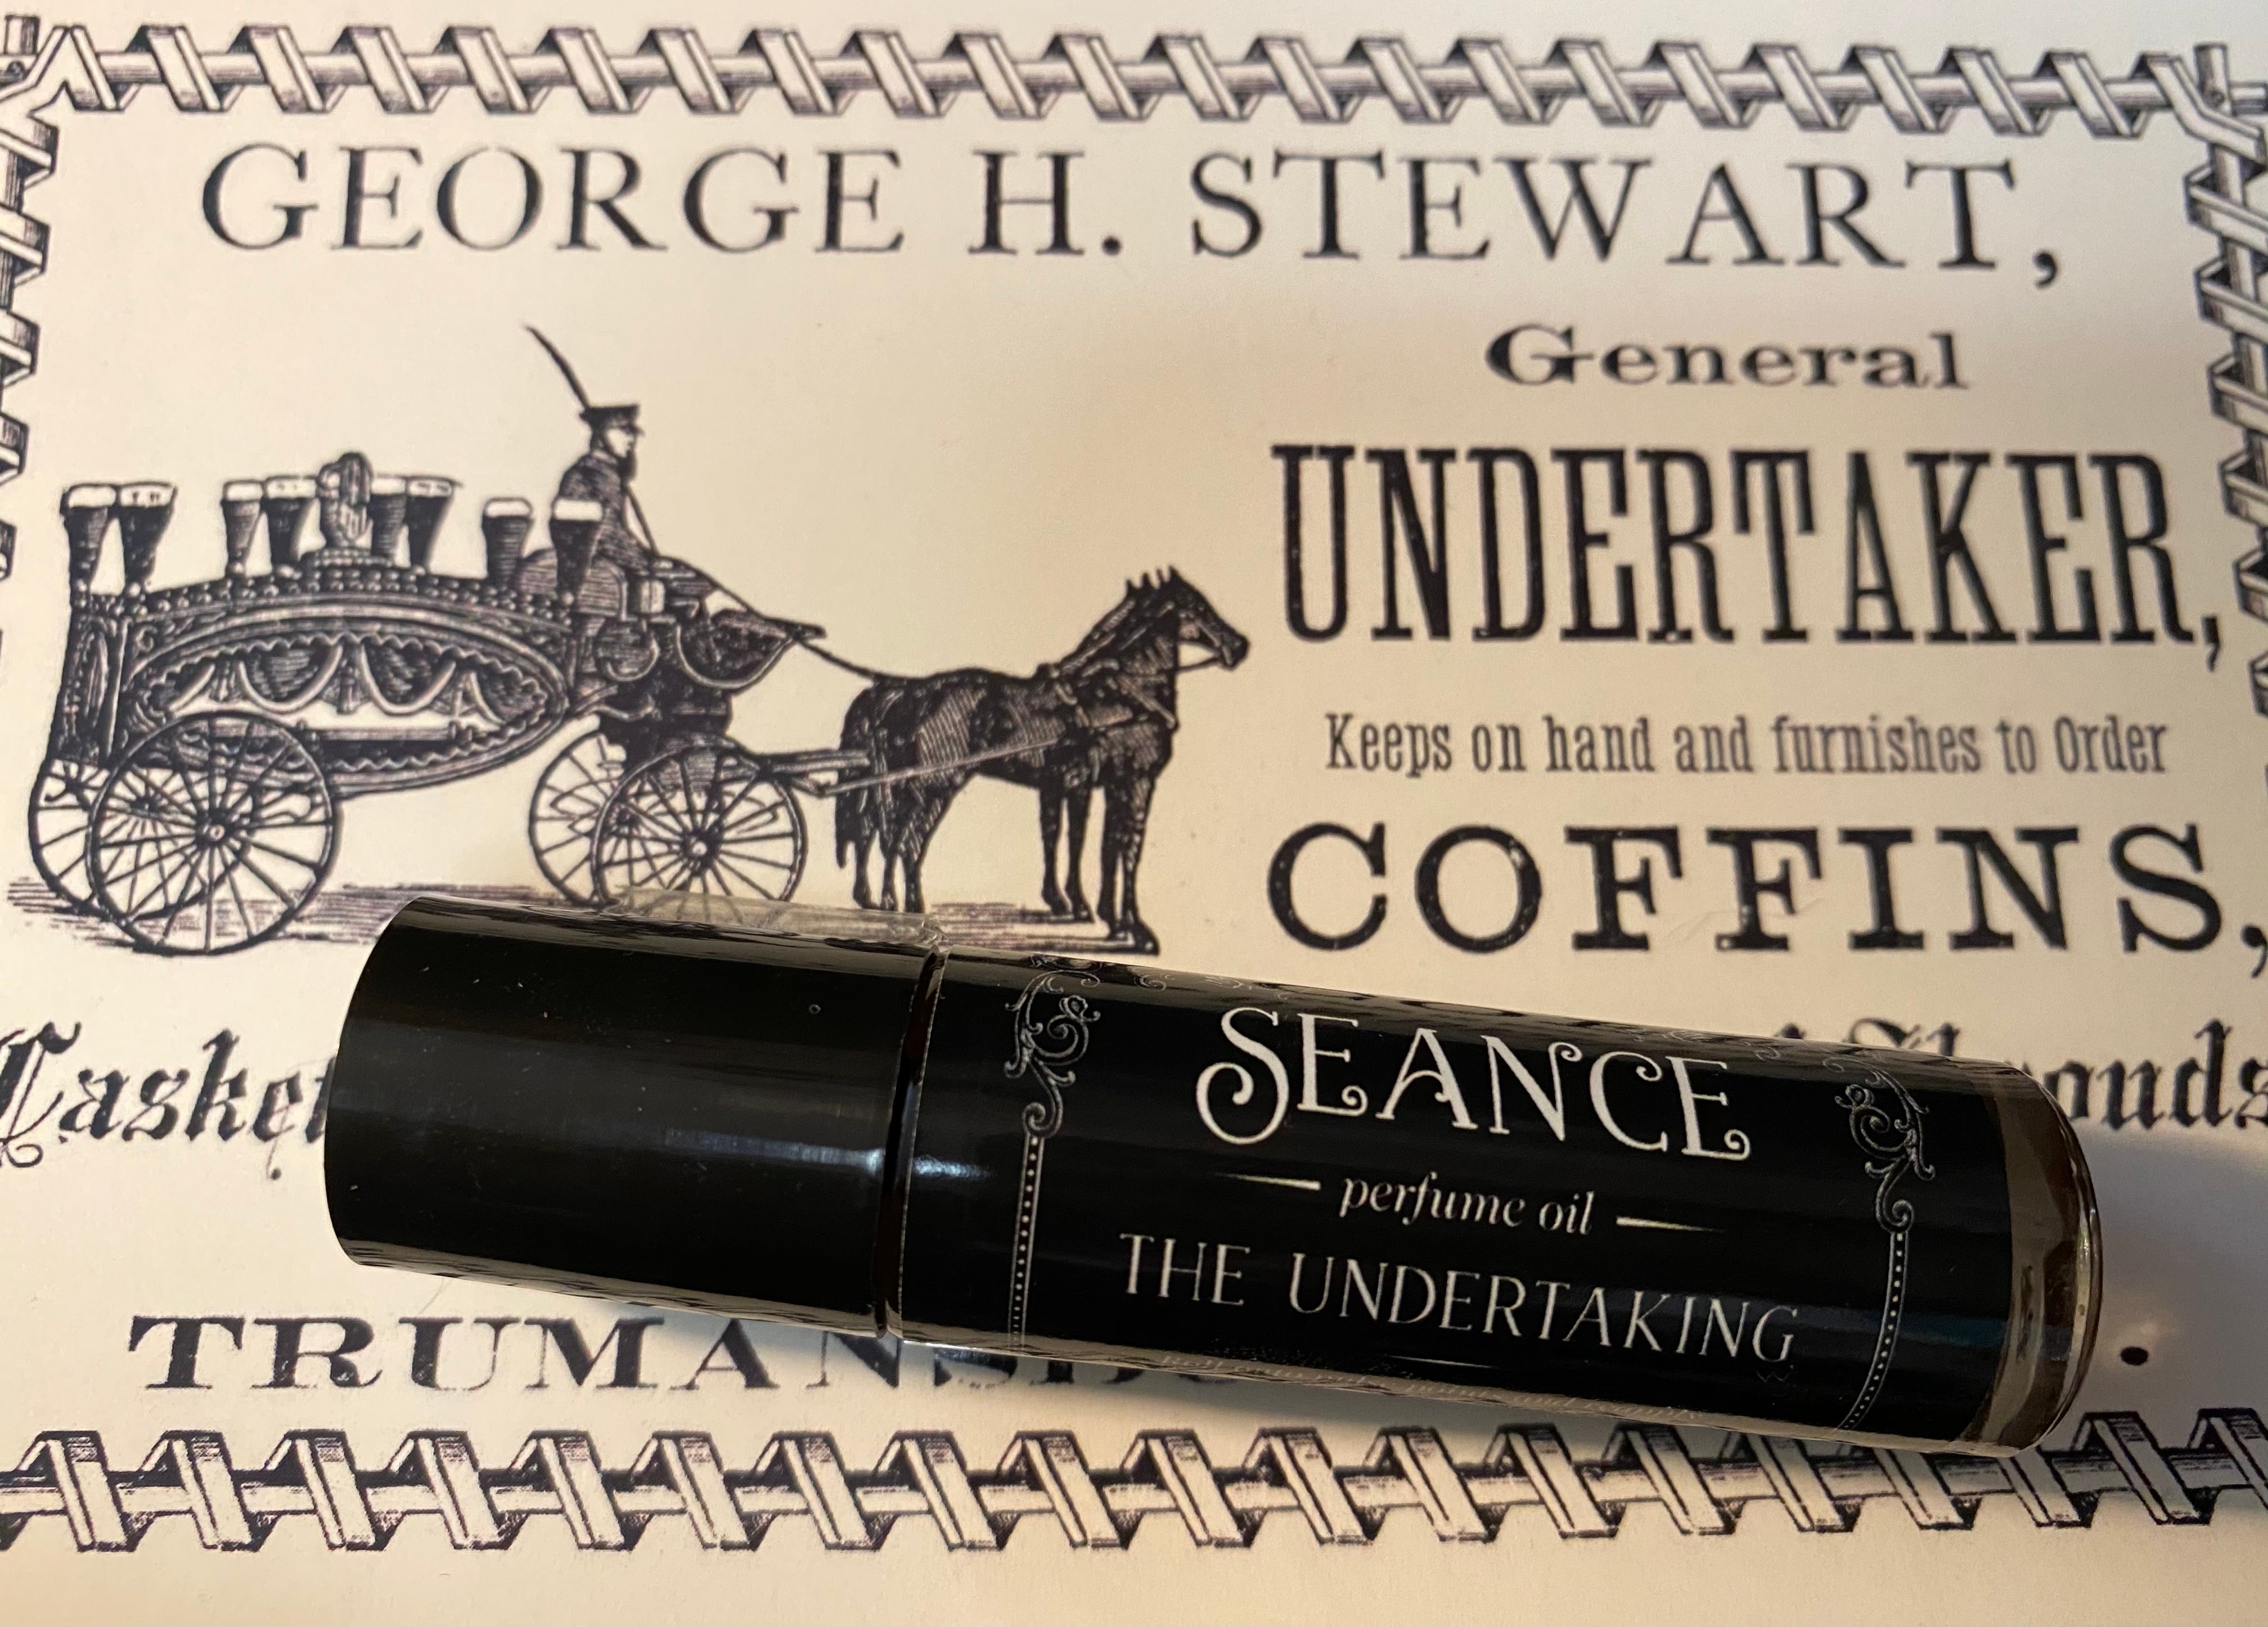 GEORGE H. STEWART,
General
UNDERTAKER,
Keeps on hand and furnishes to Order
COFFINS,
SEANCE
perfume oil
THE UNDERTAKING